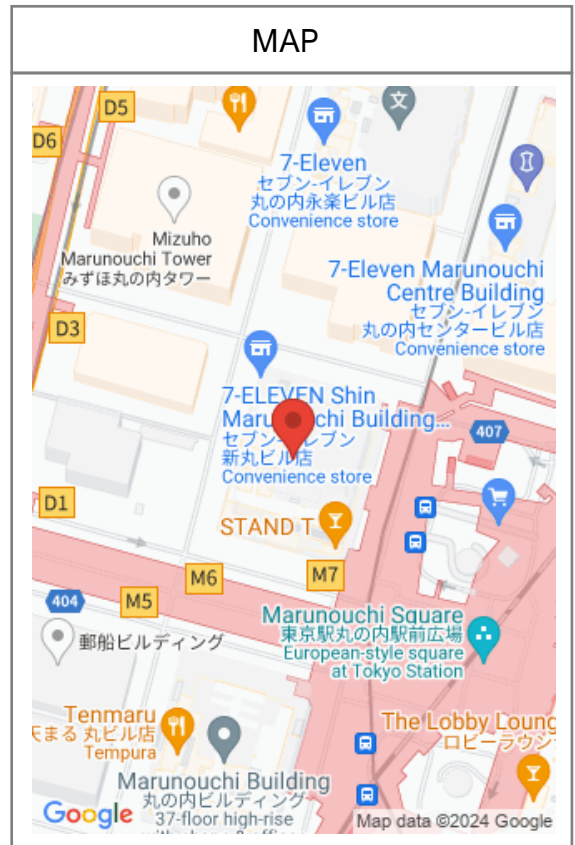 MAP
D5
文
D6
7-Eleven
セブン-イレブン
丸の内永楽ビル店
Convenience store
Mizuho
Marunouchi Tower
みずほ丸の内タワー
7-Eleven Marunouchi
Centre Building
セブン-イレブン
丸の内センタービル店
Convenience store
D3
7-ELEVEN Shin
Marunouchi Building...
セブン-イレブン
新丸ビル店
Convenience store
407
D1
STAND T
M7
M6
404
M5
Marunouchi Square
東京駅丸の内駅前広場
European-style square
at Tokyo Station
郵船ビルディング
Tenmaru
天まる 丸ビル店
Tempura
The Lobby Loung
ロビーラウン
Marunouchi Building
丸の内ビルディング
37-floor high-rise
Google
Map data ©2024 Google